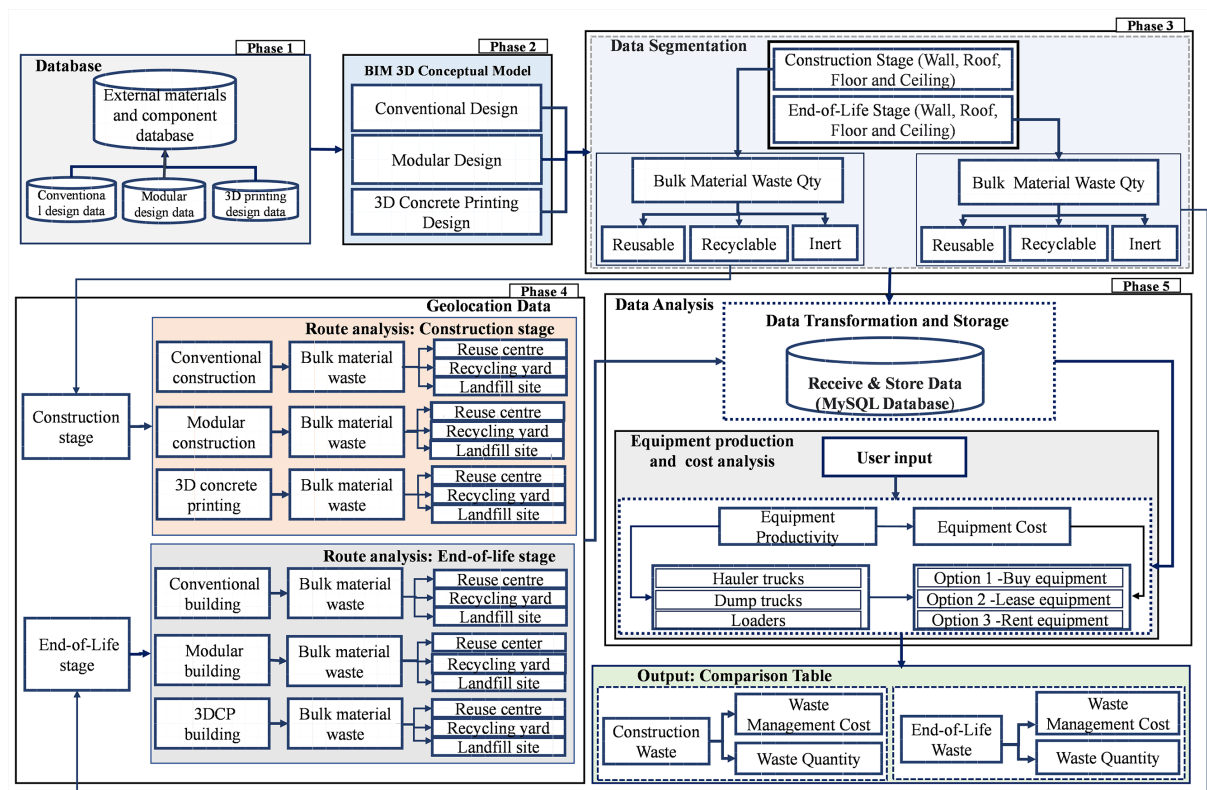 Phase 1
Database
External materials
and component
database
Conventiona
l design data
Modular
design data
3D printing
design data
Phase 2
BIM 3D Conceptual Model
Conventional Design
Modular Design
3D Concrete Printing
Design
Phase 3
Data Segmentation
Construction Stage (Wall, Roof,
Floor and Ceiling)
End-of-Life Stage (Wall, Roof,
Floor and Ceiling)
Bulk Material Waste Qty
Reusable
Recyclable
Inert
Bulk Material Waste Qty
Reusable
Recyclable
Inert
Phase 4
Geolocation Data
Construction
stage
Route analysis: Construction stage
Conventional
construction
Bulk material
waste
Reuse centre
Recycling yard
Landfill site
Modular
construction
Bulk material
waste
Reuse centre
Recycling yard
Landfill site
3D concrete
printing
Bulk material
waste
Reuse centre
Recycling yard
Landfill site
End-of-Life
stage
Route analysis: End-of-life stage
Conventional
building
Bulk material
waste
Reuse centre
Recycling yard
Landfill site
Modular
building
Bulk material
waste
Reuse center
Recycling yard
Landfill site
3DCP
building
Bulk material
waste
Reuse centre
Recycling yard
Landfill site
Phase 5
Data Analysis
Data Transformation and Storage
Receive & Store Data
(MySQL Database)
Equipment production
and cost analysis
User input
Equipment
Productivity
Equipment Cost
Hauler trucks
Dump trucks
Loaders
Option 1 -Buy equipment
Option 2 -Lease equipment
Option 3 -Rent equipment
Output: Comparison Table
Construction
Waste
Waste
Management Cost
Waste Quantity
End-of-Life
Waste
Waste
Management Cost
Waste Quantity